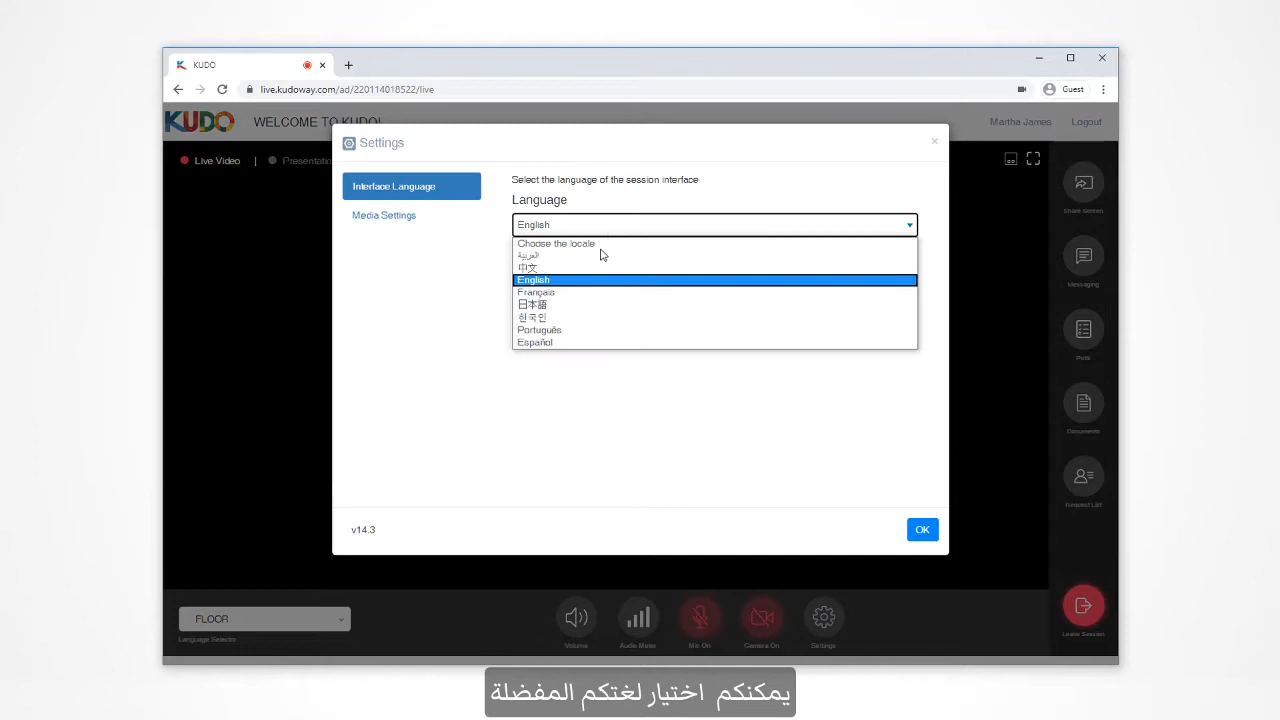 KUDO
live.kudoway.com/ad/220114018522/live
Guest
KUDO
WELCOME TO KUDO!
Martha James
Logout
Live Video | Presentatio
Settings
Interface Language
Media Settings
Select the language of the session interface
Language
English
Choose the locale
العربية
中文
English
Français
日本語
한국인
Português
Español
v14.3
OK
Share Screen
Messaging
Polls
Documents
Request List
Leave Session
FLOOR
Language Selector
Volume
Audio Meter
Mic On
Camera On
Settings
يمكنكم اختيار لغتكم المفضلة